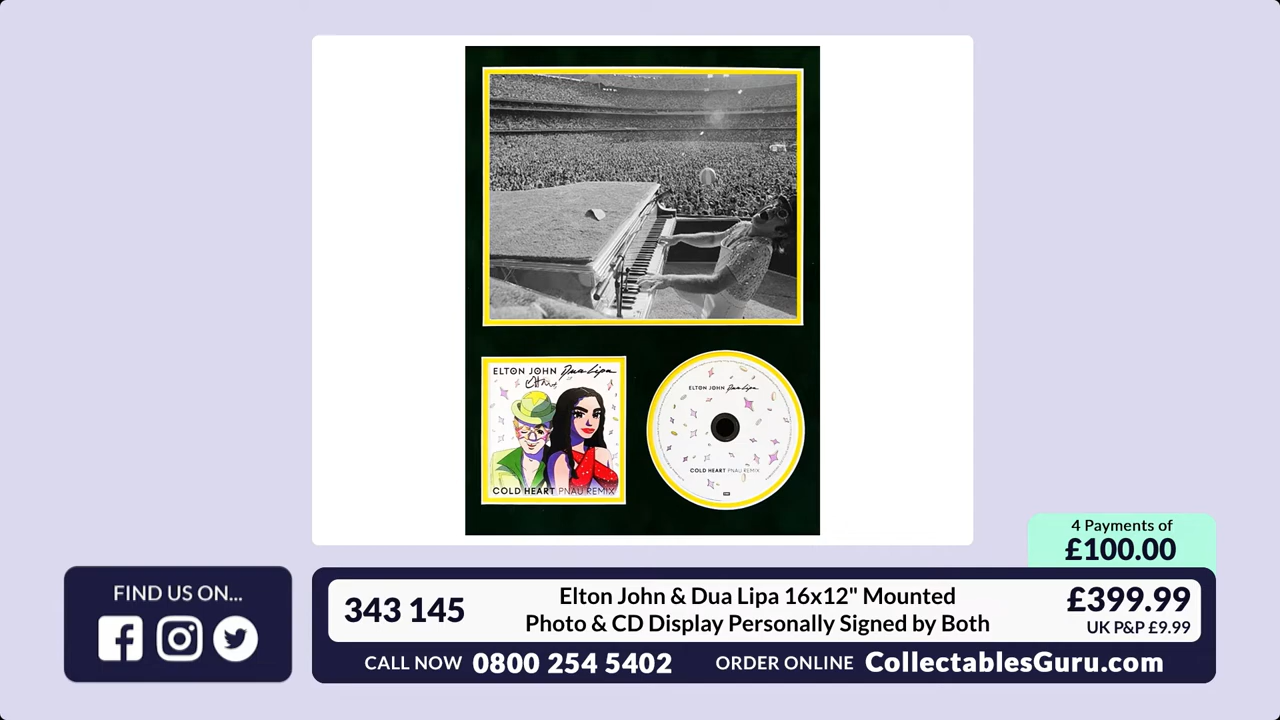 ELTON JOHN Dua Lipa
COLD HEART PNAU REMIX
ELTON JOHN Dua Lipa
COLD HEART PNAU REMIX
4 Payments of
£100.00
FIND US ON...
343 145
Elton John & Dua Lipa 16x12" Mounted
Photo & CD Display Personally Signed by Both
£399.99
UK P&P £9.99
CALL NOW 0800 254 5402
ORDER ONLINE CollectablesGuru.com